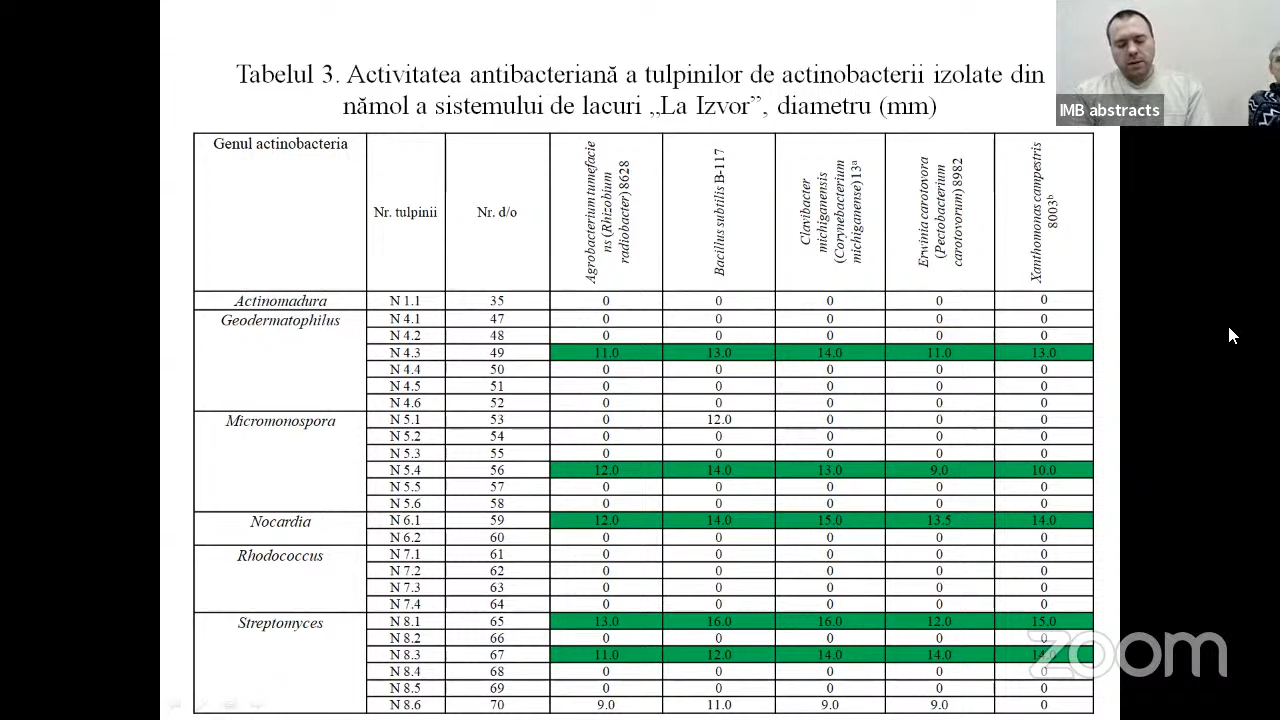 Tabelul 3. Activitatea antibacteriană a tulpinilor de actinobacterii izolate din
nămol a sistemului de lacuri „La Izvor”, diametru (mm)
IMB abstracts
Genul actinobacteria
Nr. tulpinii
Nr. d/o
Agrobacterium tumefacie
ns (Rhizobium
radiobacter) 8628
Bacillus subtilis B-117
Clavibacter
michiganensis
(Corynebacterium
michiganense)13ᵃ
Erwinia carotovora
(Pectobacterium
carotovorum) 8982
Xanthomonas campestris
8003ᵇ
Actinomadura N 1.1 35 0 0 0 0 0
Geodermatophilus N 4.1 47 0 0 0 0 0
N 4.2 48 0 0 0 0 0
N 4.3 49 11.0 13.0 14.0 11.0 13.0
N 4.4 50 0 0 0 0 0
N 4.5 51 0 0 0 0 0
N 4.6 52 0 0 0 0 0
Micromonospora N 5.1 53 0 12.0 0 0 0
N 5.2 54 0 0 0 0 0
N 5.3 55 0 0 0 0 0
N 5.4 56 12.0 14.0 13.0 9.0 10.0
N 5.5 57 0 0 0 0 0
N 5.6 58 0 0 0 0 0
Nocardia N 6.1 59 12.0 14.0 15.0 13.5 14.0
N 6.2 60 0 0 0 0 0
Rhodococcus N 7.1 61 0 0 0 0 0
N 7.2 62 0 0 0 0 0
N 7.3 63 0 0 0 0 0
N 7.4 64 0 0 0 0 0
Streptomyces N 8.1 65 13.0 16.0 16.0 12.0 15.0
N 8.2 66 0 0 0 0 0
N 8.3 67 11.0 12.0 14.0 14.0 14.0
N 8.4 68 0 0 0 0 0
N 8.5 69 0 0 0 0 0
N 8.6 70 9.0 11.0 9.0 9.0 0
zoom